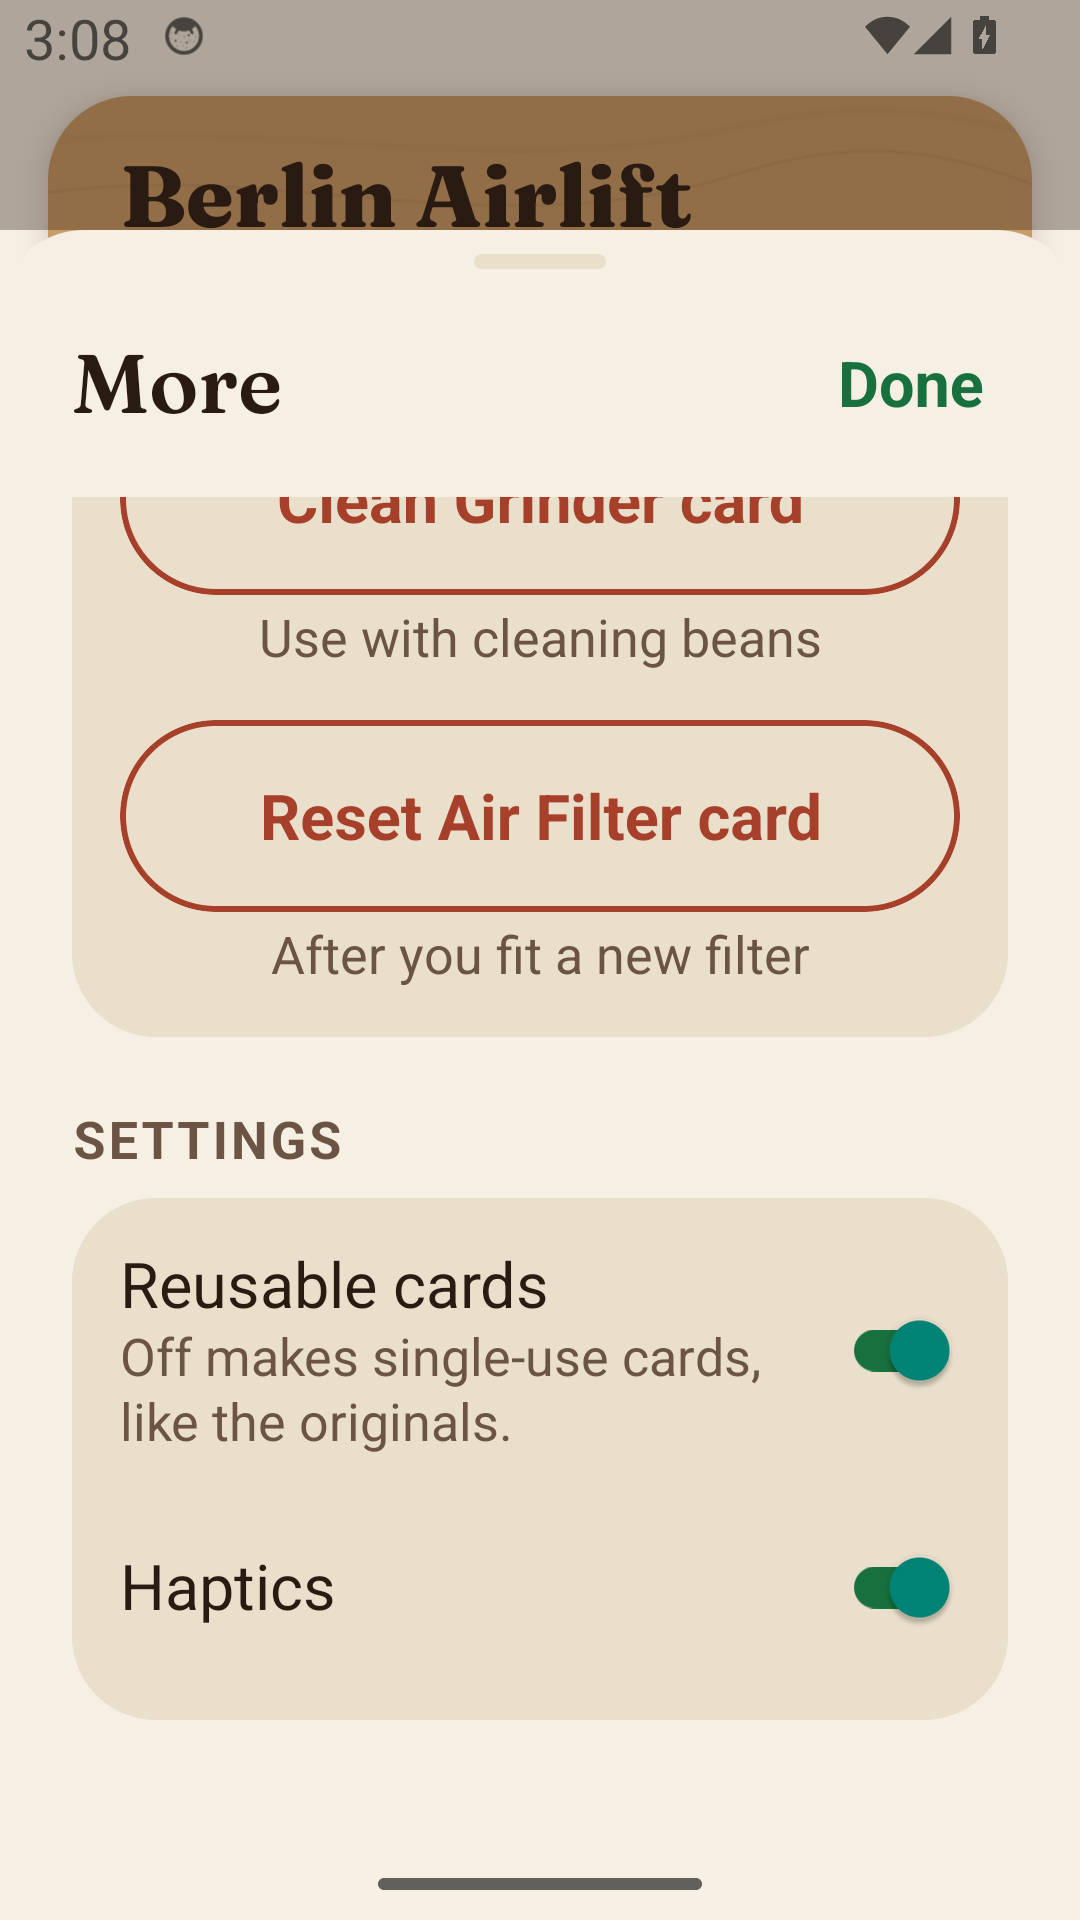 3:08
Berlin Airlift
More
Done
Clean Grinder card
Use with cleaning beans
Reset Air Filter card
After you fit a new filter
SETTINGS
Reusable cards
Off makes single-use cards,
like the originals.
Haptics